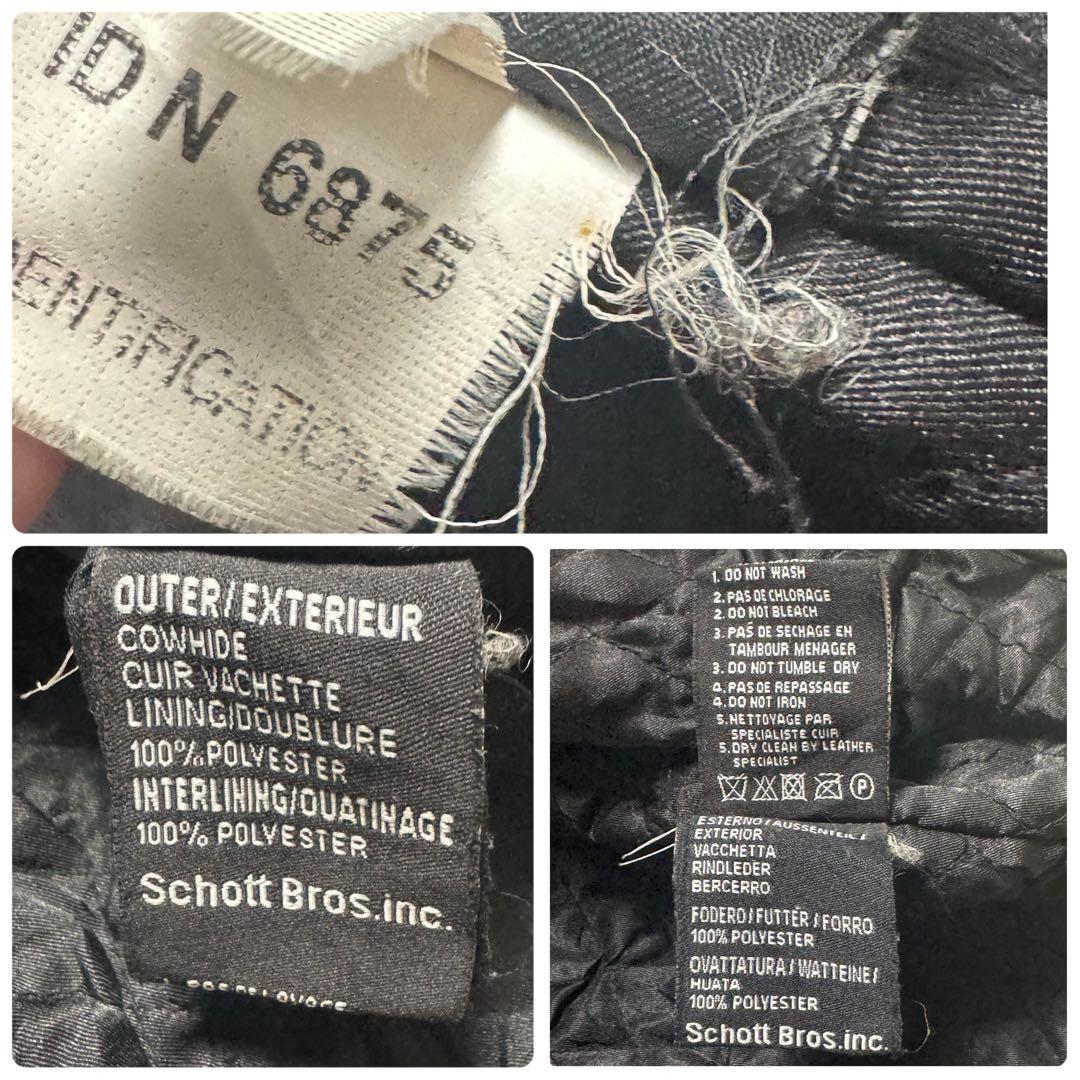 ID N 6875
IDENTIFICATION
OUTER/EXTERIEUR
COWHIDE
CUIR VACHETTE
LINING/DOUBLURE
100% POLYESTER
INTERLINING/OUATINAGE
100% POLYESTER
Schott Bros.inc.
1. DO NOT WASH
2. PAS DE CHLORAGE
2. DO NOT BLEACH
3. PAS DE SECHAGE EN
TAMBOUR MENAGER
3. DO NOT TUMBLE DRY
4. PAS DE REPASSAGE
4. DO NOT IRON
5. NETTOYAGE PAR
SPECIALISTE CUIR
5. DRY CLEAN BY LEATHER
SPECIALIST
P
ESTERNO / AUSSENTEIL /
EXTERIOR
VACCHETTA
RINDLEDER
BERCERRO
FODERO / FUTTER / FORRO
100% POLYESTER
OVATTATURA / WATTEINE /
HUATA
100% POLYESTER
Schott Bros.inc.